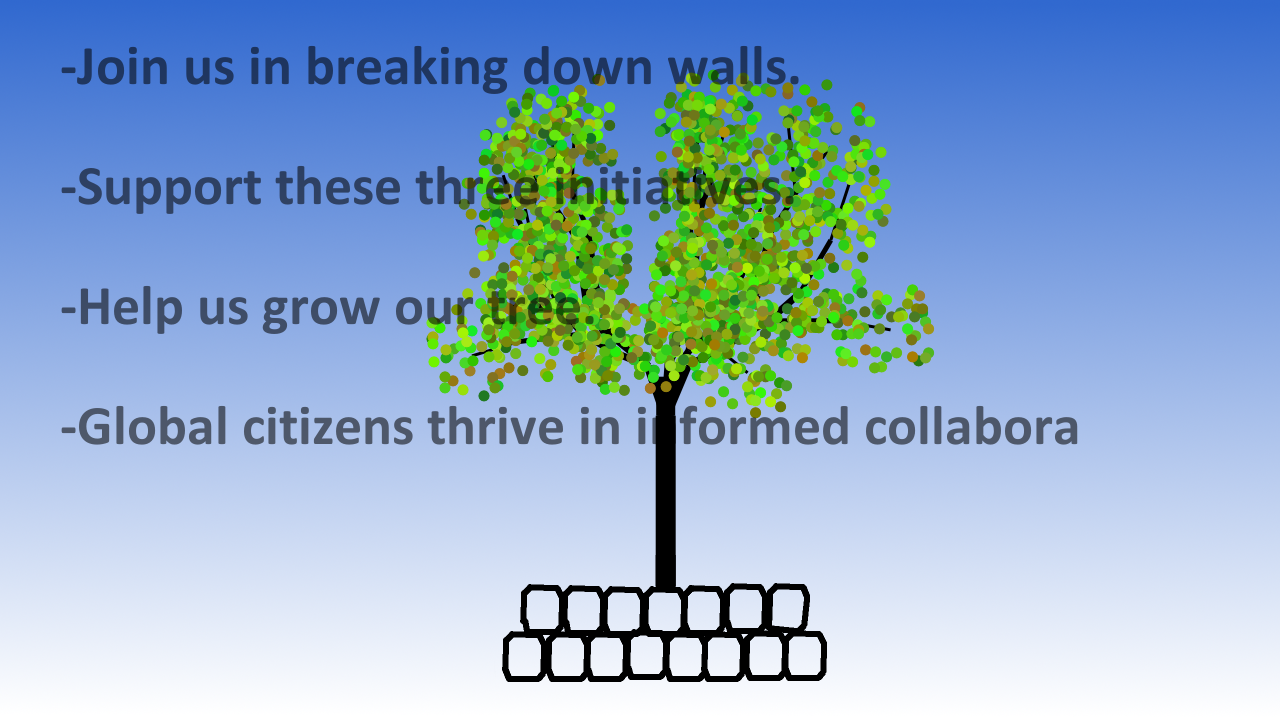 -Join us in breaking down walls.
-Support these three initiatives.
-Help us grow our tree.
-Global citizens thrive in informed collabora